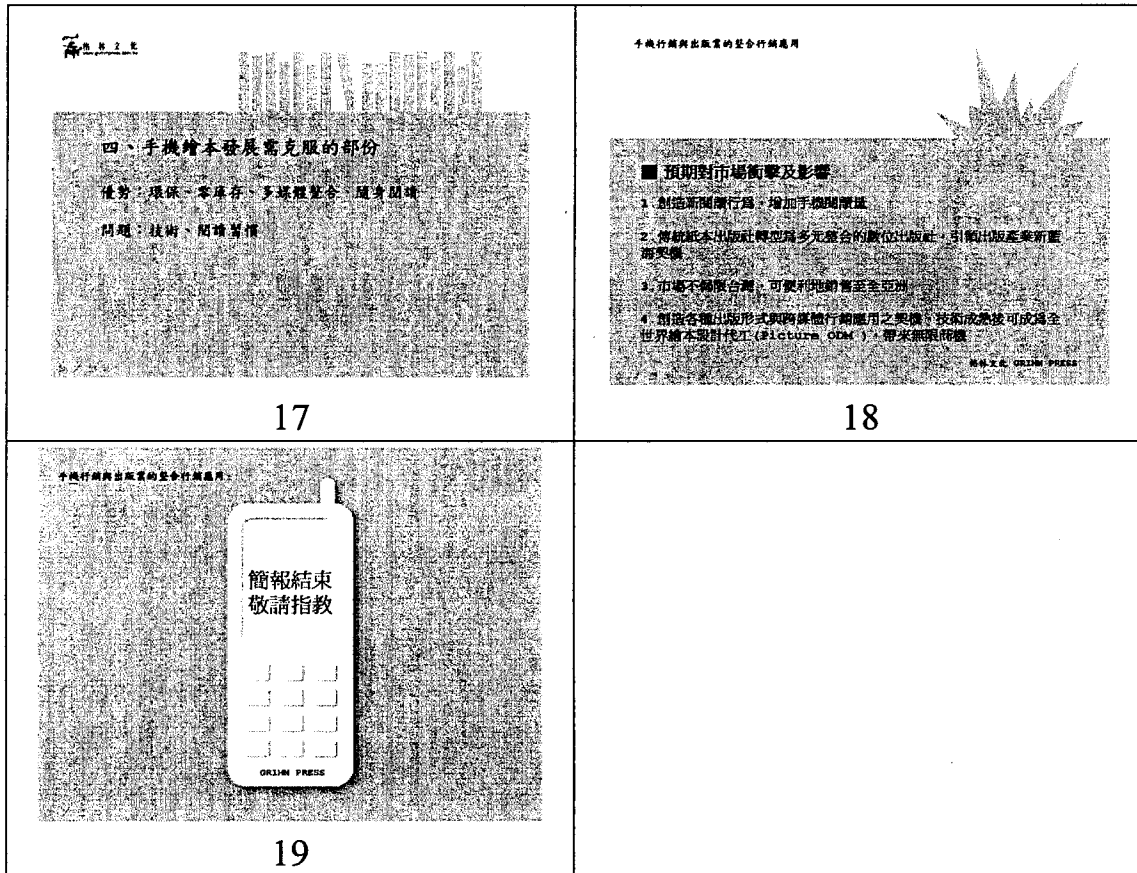 格林文化
四、手機繪本發展需克服的部份
優勢：環保、零庫存、多媒體整合、隨身閱讀
問題：技術、閱讀習慣
17
手機行銷與出版業的整合行銷應用
■ 預期對市場衝擊及影響
1. 創造新閱讀行為，增加手機閱讀量
2. 傳統紙本出版社轉型為多元整合的數位出版社，引領出版產業新藍
海契機
3. 市場不侷限台灣，可便利地銷售至全亞洲
4. 創造各種出版形式與跨媒體行銷應用之契機，技術成熟後可成為全
世界繪本設計代工(Picture ODM )，帶來無限商機
格林文化 GRIMM PRESS
18
手機行銷與出版業的整合行銷應用
簡報結束
敬請指教
GRIMM PRESS
19